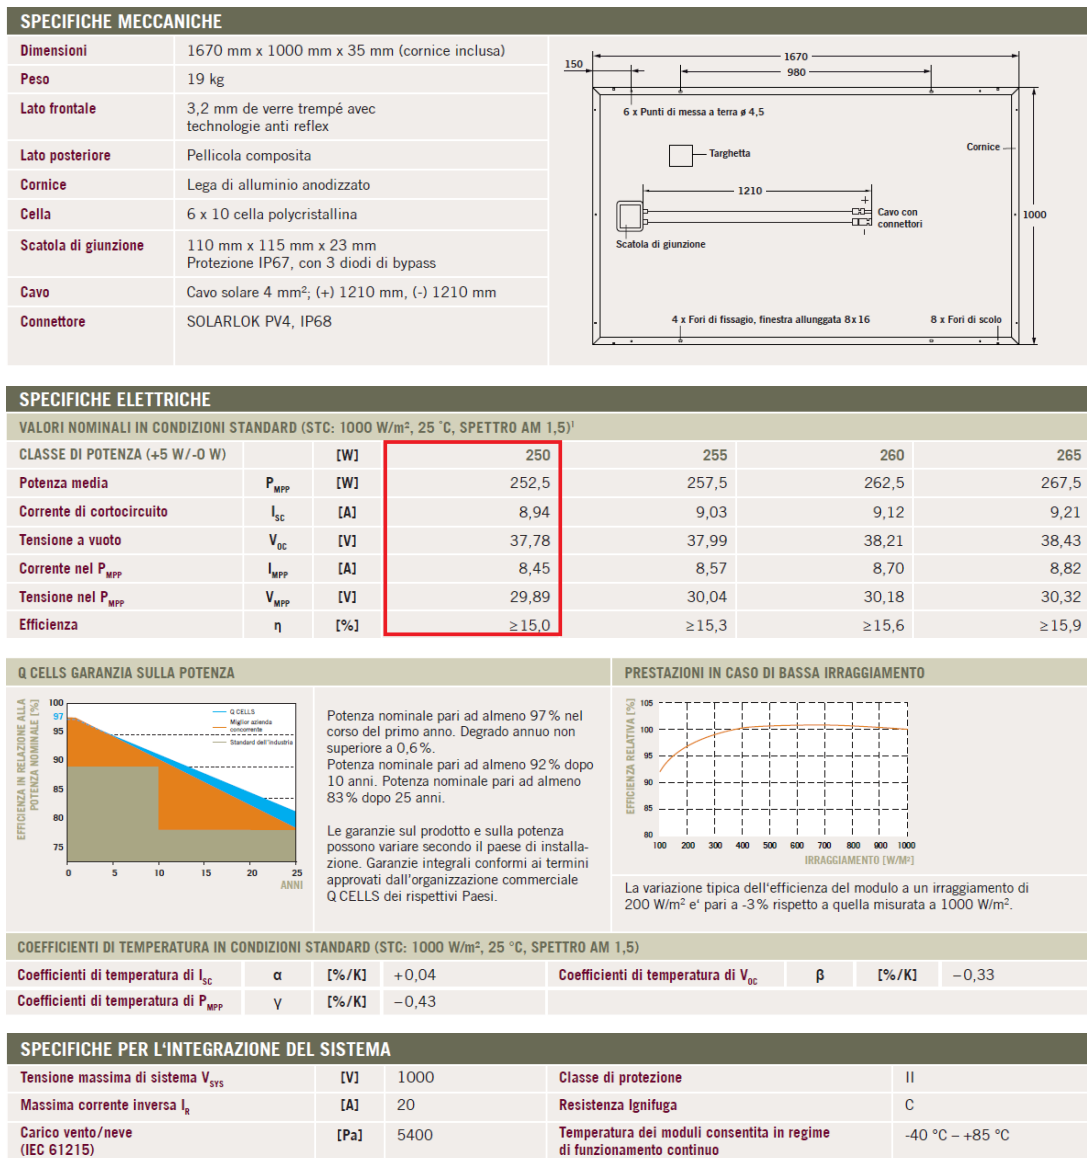 SPECIFICHE MECCANICHE
Dimensioni 1670 mm x 1000 mm x 35 mm (cornice inclusa)
Peso 19 kg
Lato frontale 3,2 mm de verre trempé avec
technologie anti reflex
Lato posteriore Pellicola composita
Cornice Lega di alluminio anodizzato
Cella 6 x 10 cella polycristallina
Scatola di giunzione 110 mm x 115 mm x 23 mm
Protezione IP67, con 3 diodi di bypass
Cavo Cavo solare 4 mm²; (+) 1210 mm, (-) 1210 mm
Connettore SOLARLOK PV4, IP68
1670
150
980
6 x Punti di messa a terra ø 4,5
Targhetta
Cornice
1210
+
Cavo con
connettori
–
1000
Scatola di giunzione
4 x Fori di fissagio, finestra allunggata 8x16
8 x Fori di scolo
SPECIFICHE ELETTRICHE
VALORI NOMINALI IN CONDIZIONI STANDARD (STC: 1000 W/m², 25 °C, SPETTRO AM 1,5)¹
CLASSE DI POTENZA (+5 W/-0 W) [W] 250 255 260 265
Potenza media PMPP [W] 252,5 257,5 262,5 267,5
Corrente di cortocircuito ISC [A] 8,94 9,03 9,12 9,21
Tensione a vuoto VOC [V] 37,78 37,99 38,21 38,43
Corrente nel PMPP IMPP [A] 8,45 8,57 8,70 8,82
Tensione nel PMPP VMPP [V] 29,89 30,04 30,18 30,32
Efficienza η [%] ≥15,0 ≥15,3 ≥15,6 ≥15,9
Q CELLS GARANZIA SULLA POTENZA
EFFICIENZA IN RELAZIONE ALLA
POTENZA NOMINALE [%]
100
97
95
90
85
80
75
Q CELLS
Miglior azienda
concorrente
Standard dell'industria
0 5 10 15 20 25
ANNI
Potenza nominale pari ad almeno 97 % nel
corso del primo anno. Degrado annuo non
superiore a 0,6 %.
Potenza nominale pari ad almeno 92 % dopo
10 anni. Potenza nominale pari ad almeno
83 % dopo 25 anni.
Le garanzie sul prodotto e sulla potenza
possono variare secondo il paese di installa-
zione. Garanzie integrali conformi ai termini
approvati dall'organizzazione commerciale
Q CELLS dei rispettivi Paesi.
PRESTAZIONI IN CASO DI BASSA IRRAGGIAMENTO
EFFICIENZA RELATIVA [%]
105
100
95
90
85
80
100 200 300 400 500 600 700 800 900 1000
IRRAGGIAMENTO [W/M²]
La variazione tipica dell'efficienza del modulo a un irraggiamento di
200 W/m² e' pari a -3 % rispetto a quella misurata a 1000 W/m².
COEFFICIENTI DI TEMPERATURA IN CONDIZIONI STANDARD (STC: 1000 W/m², 25 °C, SPETTRO AM 1,5)
Coefficienti di temperatura di ISC α [%/K] +0,04 Coefficienti di temperatura di VOC β [%/K] −0,33
Coefficienti di temperatura di PMPP γ [%/K] −0,43
SPECIFICHE PER L'INTEGRAZIONE DEL SISTEMA
Tensione massima di sistema VSYS [V] 1000 Classe di protezione II
Massima corrente inversa IR [A] 20 Resistenza Ignifuga C
Carico vento/neve
(IEC 61215) [Pa] 5400 Temperatura dei moduli consentita in regime
di funzionamento continuo -40 °C – +85 °C